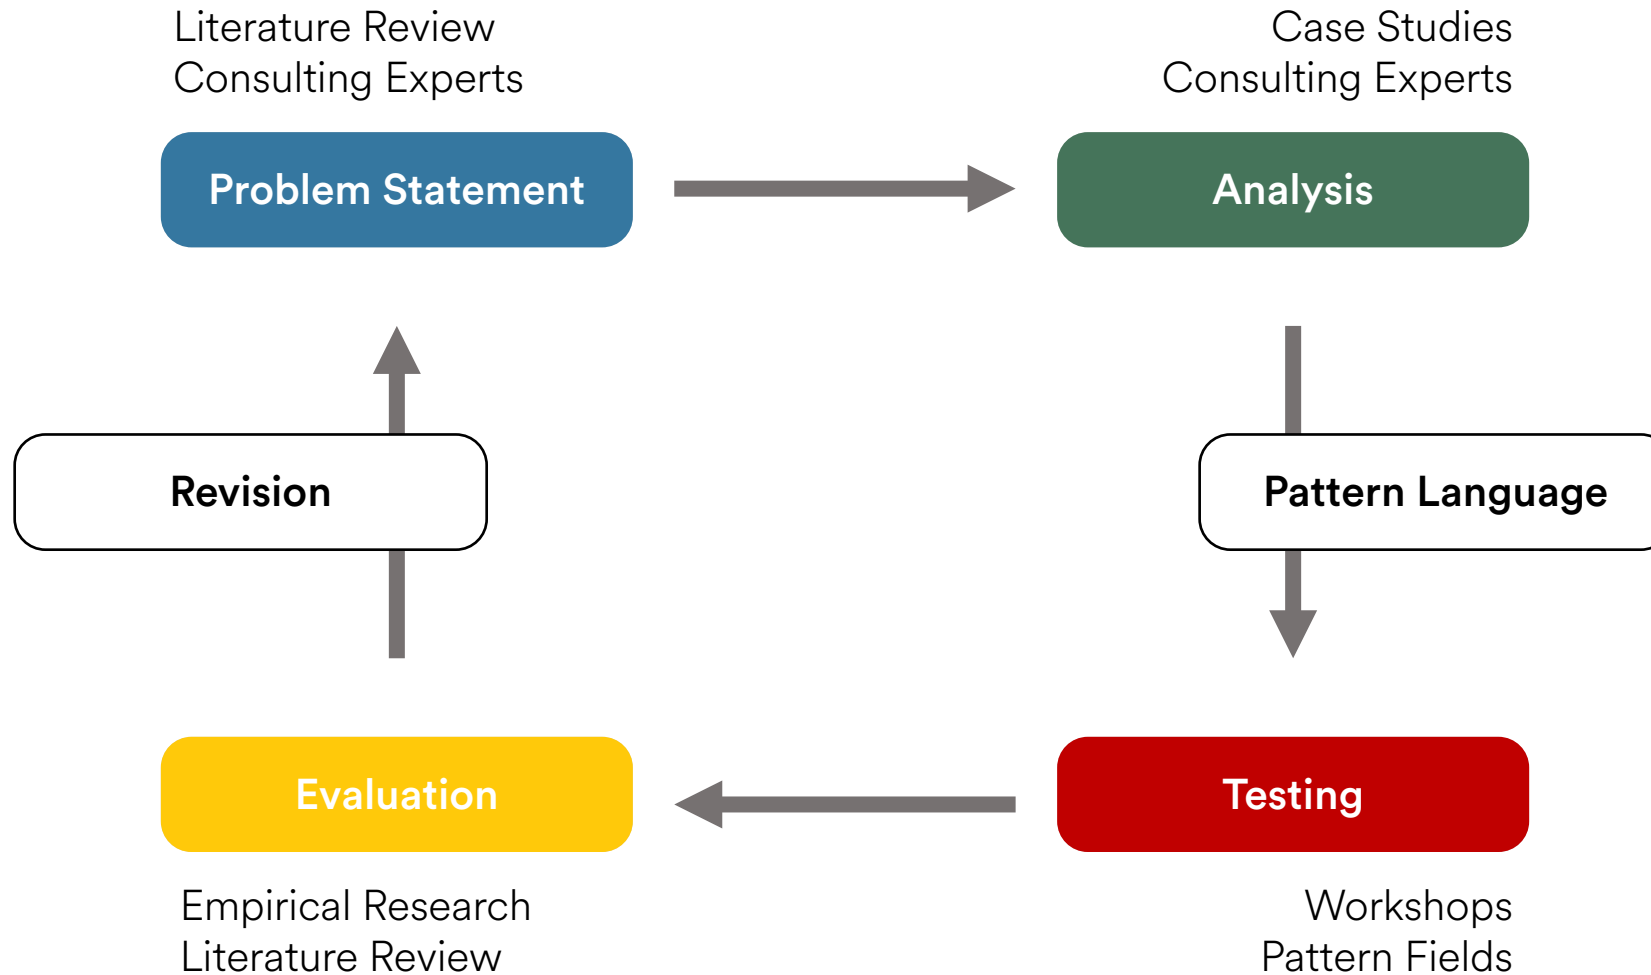 Literature Review
Consulting Experts
Case Studies
Consulting Experts
Problem Statement
Analysis
Revision
Pattern Language
Evaluation
Testing
Empirical Research
Literature Review
Workshops
Pattern Fields